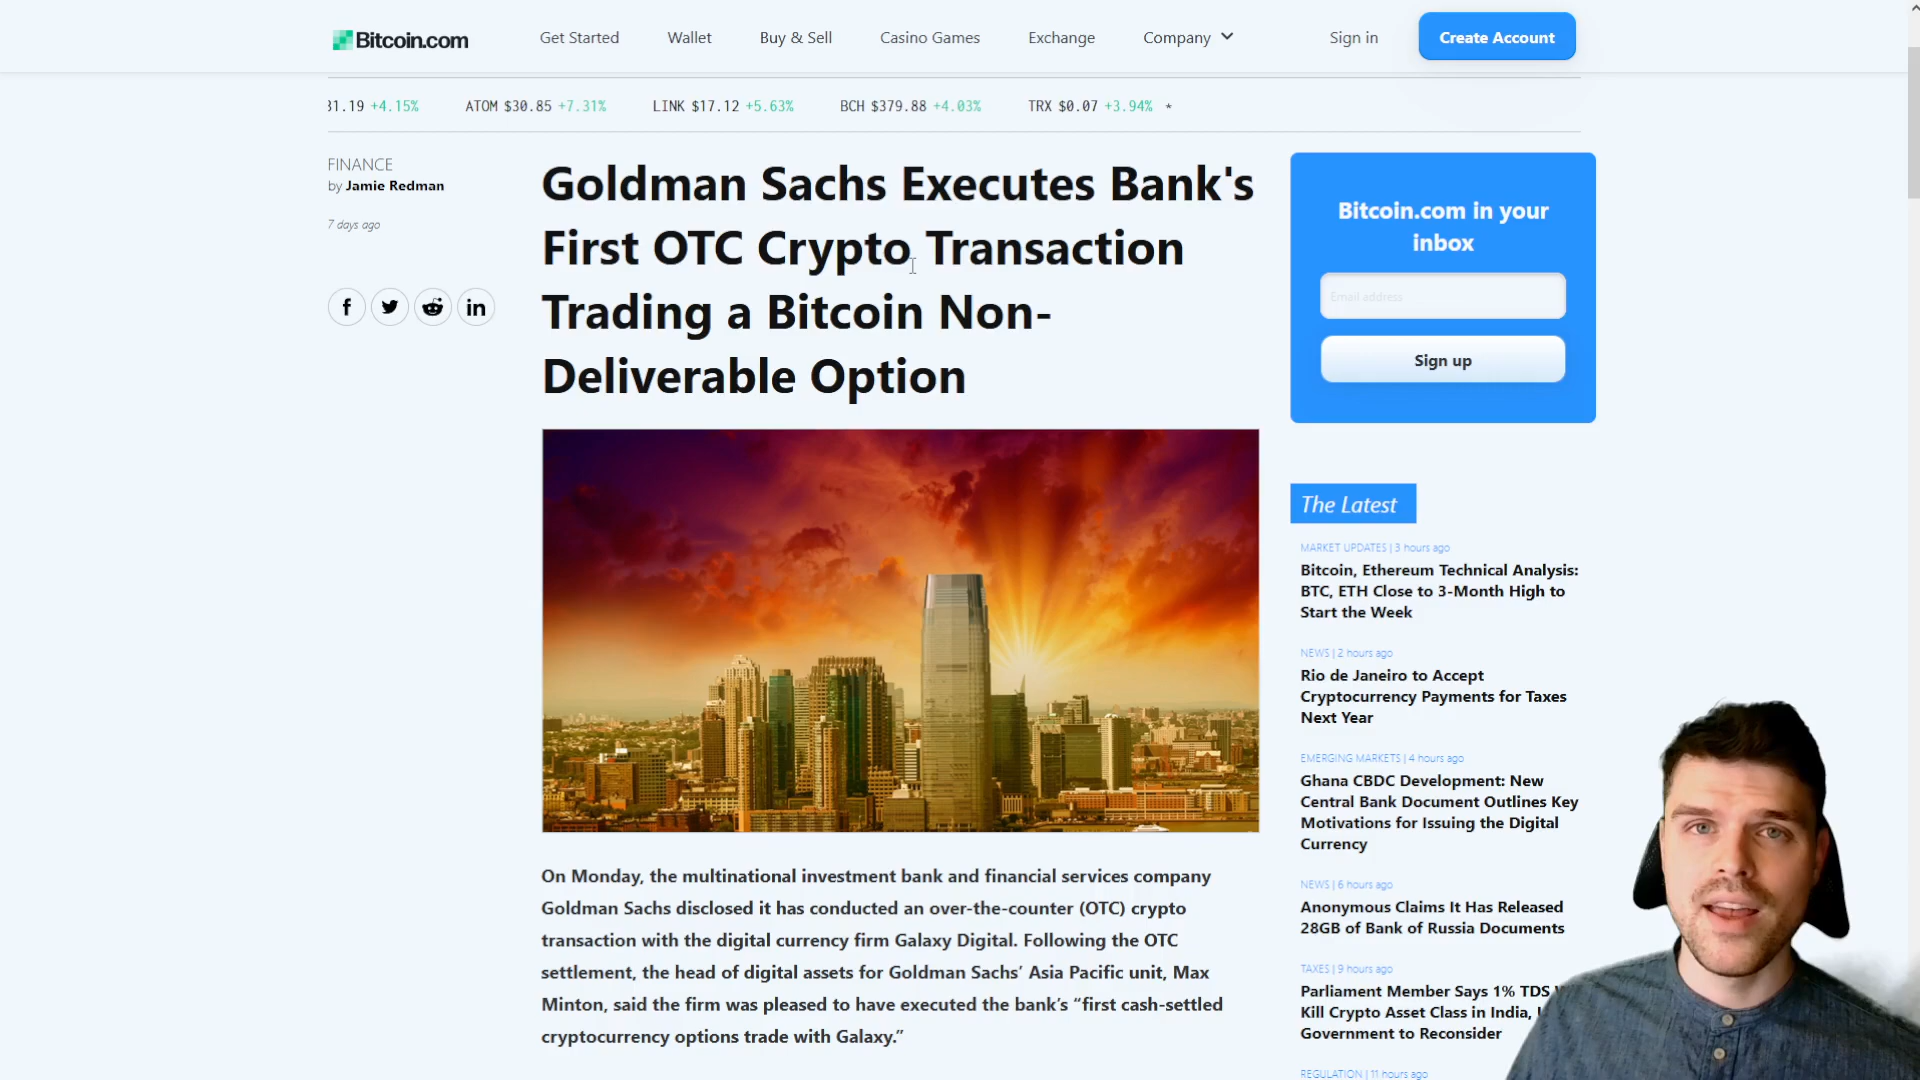 Bitcoin.com
Get Started
Wallet
Buy & Sell
Casino Games
Exchange
Company
Sign in
Create Account
31.19 +4.15% ATOM $30.85 +7.31% LINK $17.12 +5.63% BCH $379.88 +4.03% TRX $0.07 +3.94% *
FINANCE
by Jamie Redman
7 days ago
Goldman Sachs Executes Bank's
First OTC Crypto Transaction
Trading a Bitcoin Non-
Deliverable Option
On Monday, the multinational investment bank and financial services company
Goldman Sachs disclosed it has conducted an over-the-counter (OTC) crypto
transaction with the digital currency firm Galaxy Digital. Following the OTC
settlement, the head of digital assets for Goldman Sachs’ Asia Pacific unit, Max
Minton, said the firm was pleased to have executed the bank’s “first cash-settled
cryptocurrency options trade with Galaxy.”
Bitcoin.com in your
inbox
Email address
Sign up
The Latest
MARKET UPDATES | 3 hours ago
Bitcoin, Ethereum Technical Analysis:
BTC, ETH Close to 3-Month High to
Start the Week
NEWS | 2 hours ago
Rio de Janeiro to Accept
Cryptocurrency Payments for Taxes
Next Year
EMERGING MARKETS | 4 hours ago
Ghana CBDC Development: New
Central Bank Document Outlines Key
Motivations for Issuing the Digital
Currency
NEWS | 6 hours ago
Anonymous Claims It Has Released
28GB of Bank of Russia Documents
TAXES | 9 hours ago
Parliament Member Says 1% TDS
Kill Crypto Asset Class in India,
Government to Reconsider
REGULATION | 11 hours ago